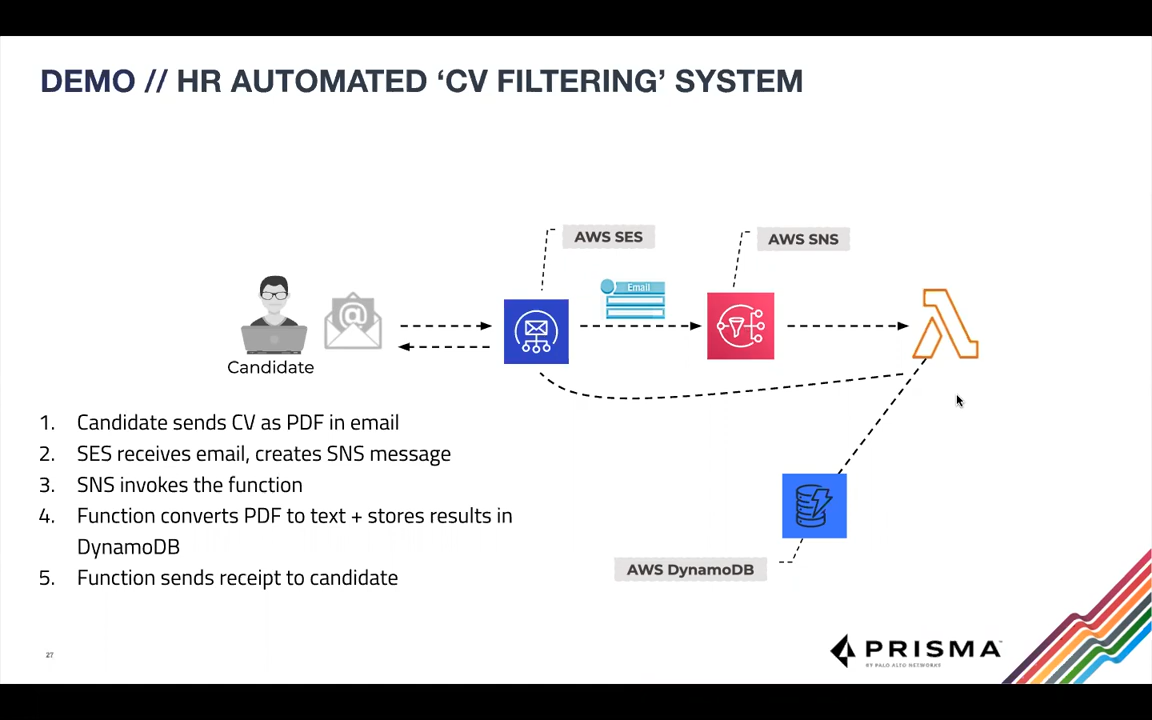 DEMO // HR AUTOMATED ‘CV FILTERING’ SYSTEM
AWS SES
AWS SNS
Email
@
Candidate
1. Candidate sends CV as PDF in email
2. SES receives email, creates SNS message
3. SNS invokes the function
4. Function converts PDF to text + stores results in
DynamoDB
5. Function sends receipt to candidate
AWS DynamoDB
27
PRISMA
BY PALO ALTO NETWORKS